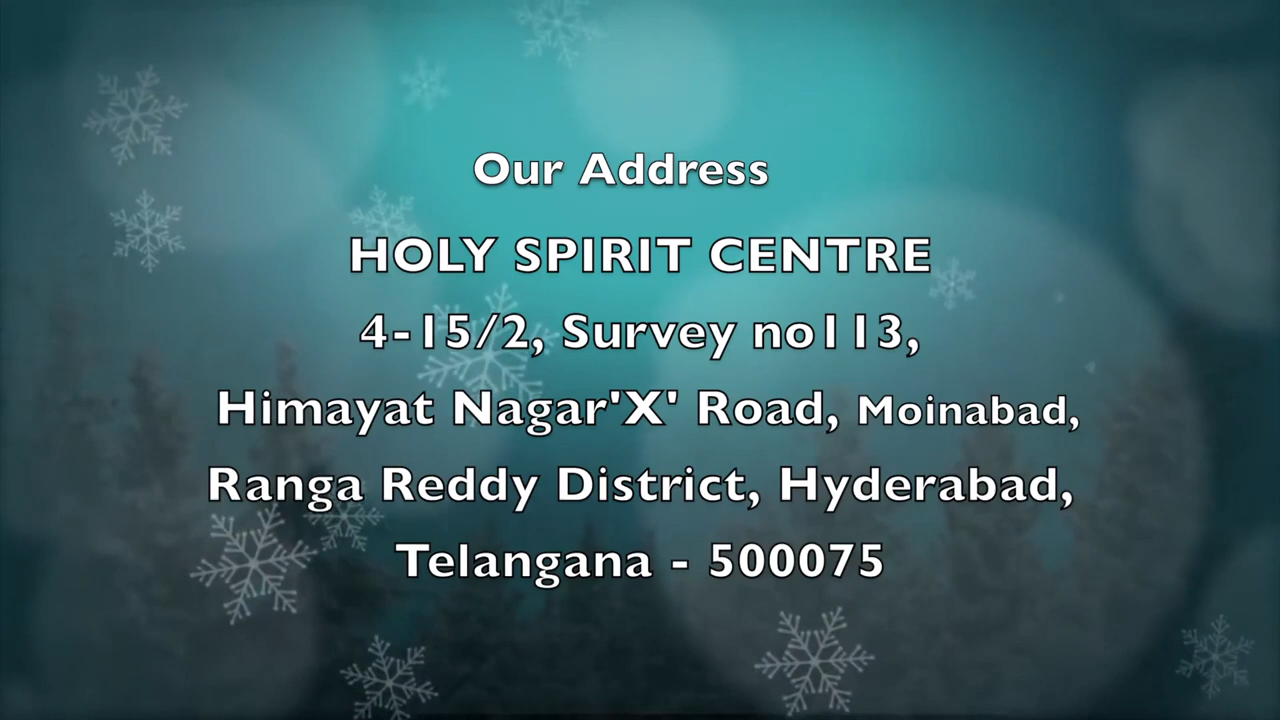 Our Address
HOLY SPIRIT CENTRE
4-15/2, Survey no113,
Himayat Nagar'X' Road, Moinabad,
Ranga Reddy District, Hyderabad,
Telangana - 500075